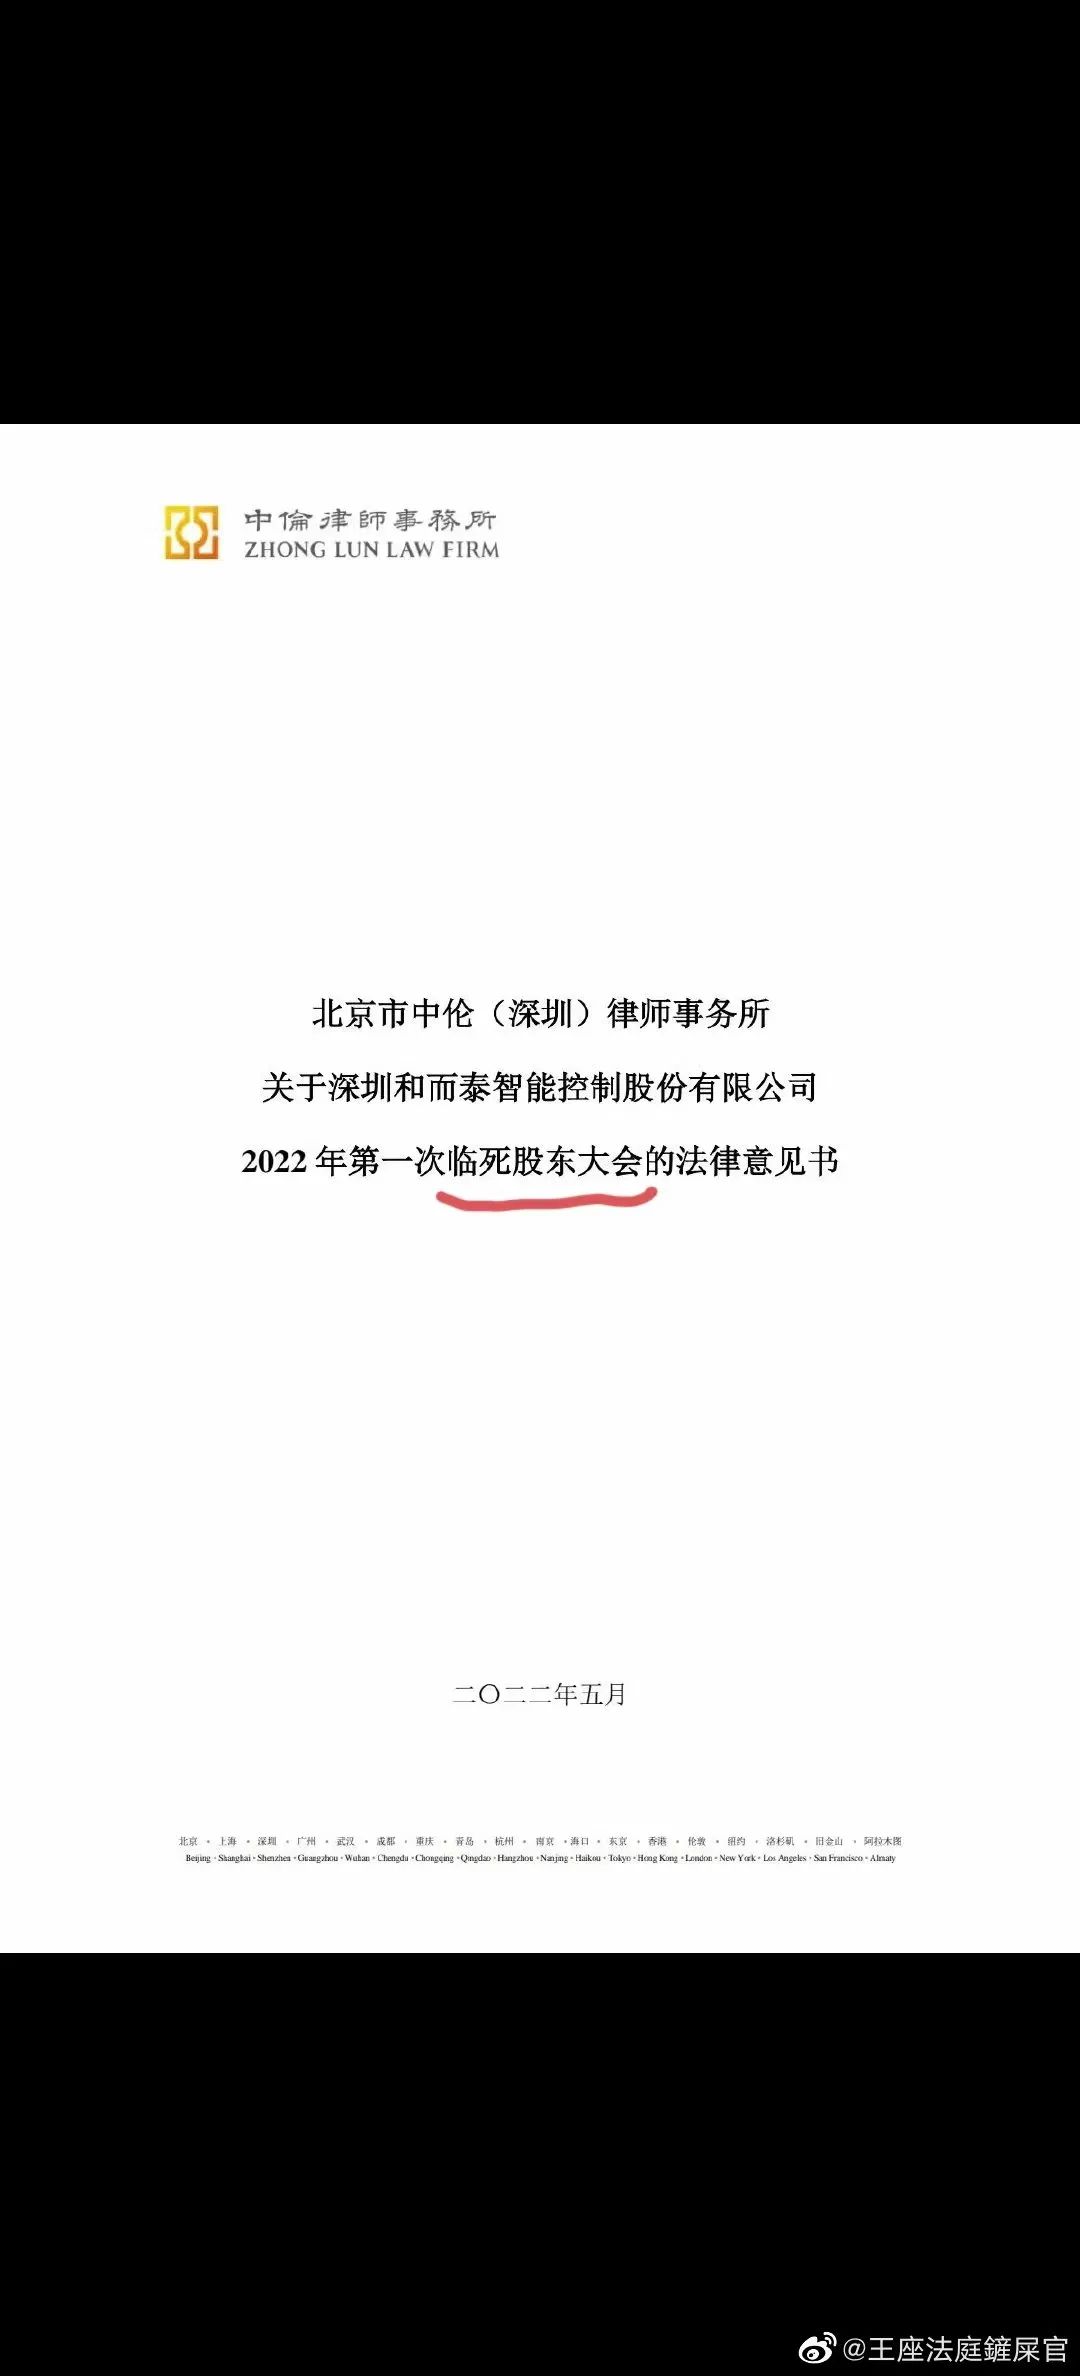 中倫律師事務所
ZHONG LUN LAW FIRM
北京市中伦（深圳）律师事务所
关于深圳和而泰智能控制股份有限公司
2022 年第一次临死股东大会的法律意见书
二〇二二年五月
北京 • 上海 • 深圳 • 广州 • 武汉 • 成都 • 重庆 • 青岛 • 杭州 • 南京 • 海口 • 东京 • 香港 • 伦敦 • 纽约 • 洛杉矶 • 旧金山 • 阿拉木图
Beijing • Shanghai • Shenzhen • Guangzhou • Wuhan • Chengdu • Chongqing • Qingdao • Hangzhou • Nanjing • Haikou • Tokyo • Hong Kong • London • New York • Los Angeles • San Francisco • Almaty
@王座法庭鏟屎官